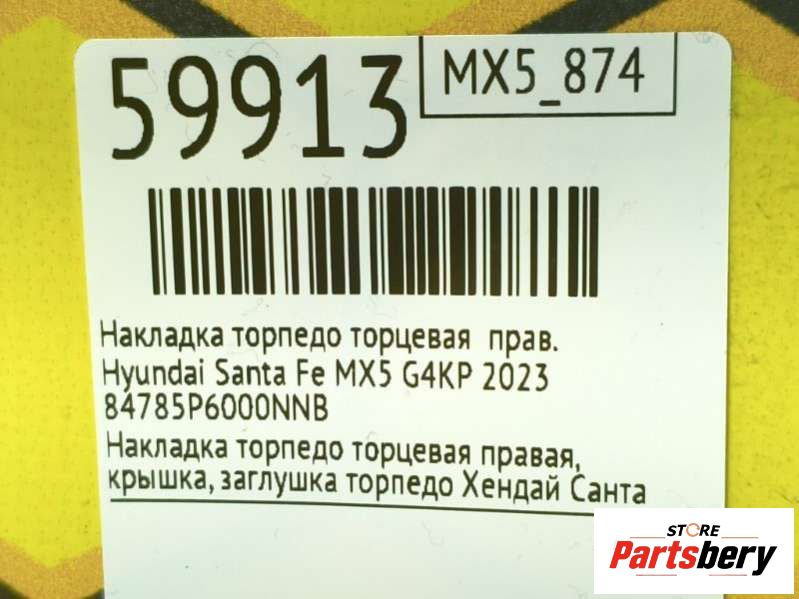 59913
MX5_874
Накладка торпедо торцевая прав.
Hyundai Santa Fe MX5 G4KP 2023
84785P6000NNB
Накладка торпедо торцевая правая,
крышка, заглушка торпедо Хендай Санта
STORE
Partsbery